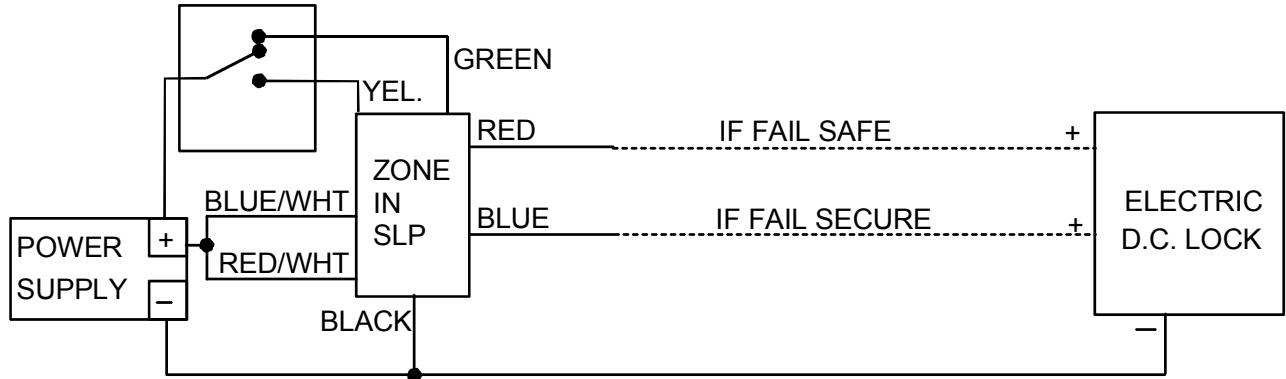 GREEN
YEL.
RED
IF FAIL SAFE
+
ZONE
IN
SLP
BLUE/WHT
RED/WHT
BLUE
IF FAIL SECURE
+
ELECTRIC
D.C. LOCK
POWER
SUPPLY
+
–
BLACK
–